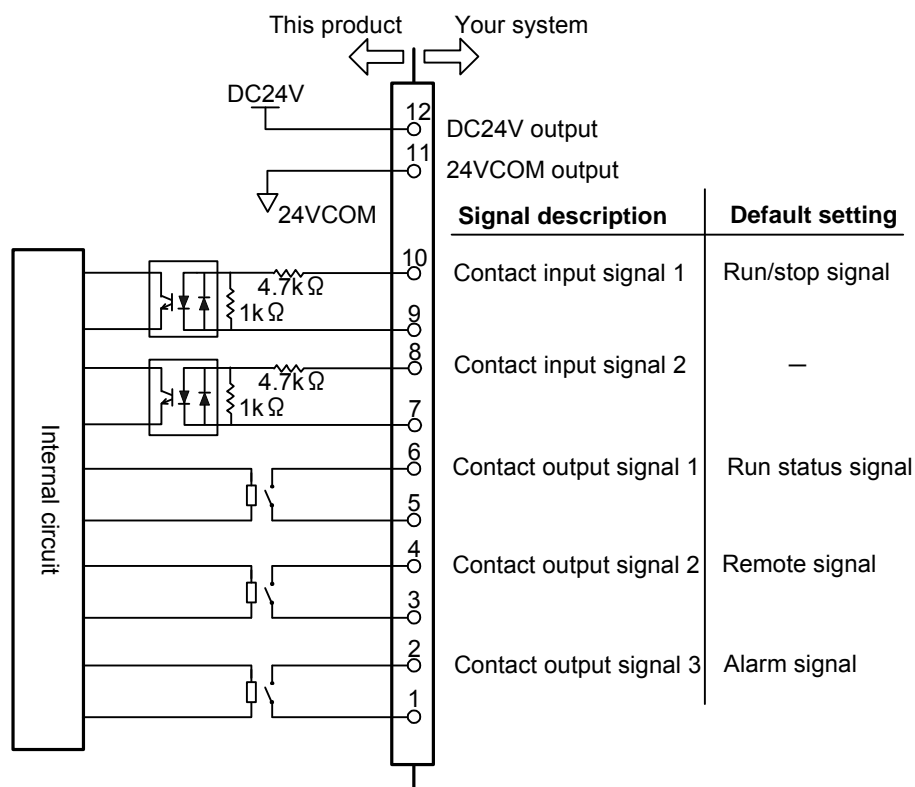 This product Your system
DC24V
12
DC24V output
11
24VCOM output
24VCOM
Signal description Default setting
10
Contact input signal 1 Run/stop signal
4.7kΩ
1kΩ
9
8
Contact input signal 2 –
4.7kΩ
1kΩ
7
6
Contact output signal 1 Run status signal
5
Internal circuit
4
Contact output signal 2 Remote signal
3
2
Contact output signal 3 Alarm signal
1